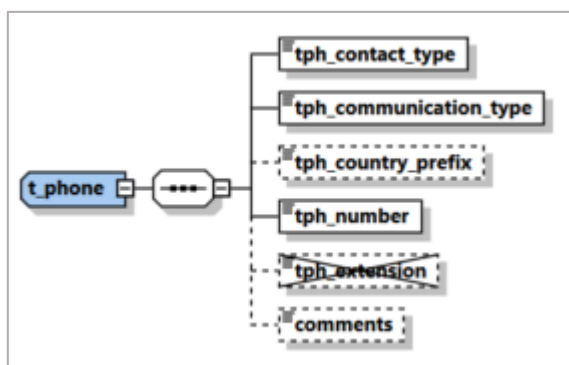 tph_contact_type
tph_communication_type
tph_country_prefix
t_phone
tph_number
tph_extension
comments